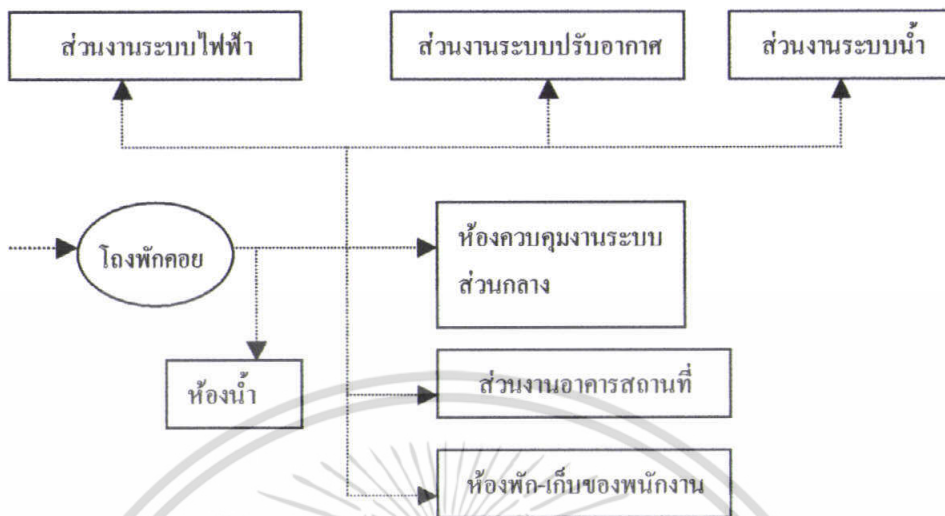 ส่วนงานระบบไฟฟ้า
ส่วนงานระบบปรับอากาศ
ส่วนงานระบบน้ำ
โถงพักคอย
ห้องควบคุมงานระบบ
ส่วนกลาง
ห้องน้ำ
ส่วนงานอาคารสถานที่
ห้องพัก-เก็บของพนักงาน